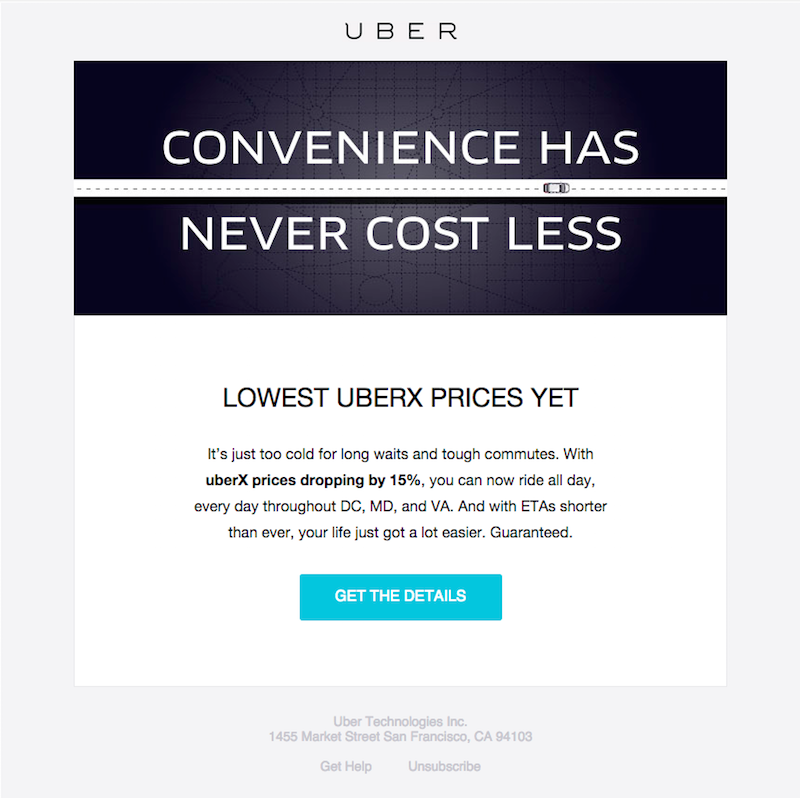 UBER
CONVENIENCE HAS
NEVER COST LESS
LOWEST UBERX PRICES YET
It's just too cold for long waits and tough commutes. With
uberX prices dropping by 15%, you can now ride all day,
every day throughout DC, MD, and VA. And with ETAs shorter
than ever, your life just got a lot easier. Guaranteed.
GET THE DETAILS
Uber Technologies Inc.
1455 Market Street San Francisco, CA 94103
Get Help Unsubscribe